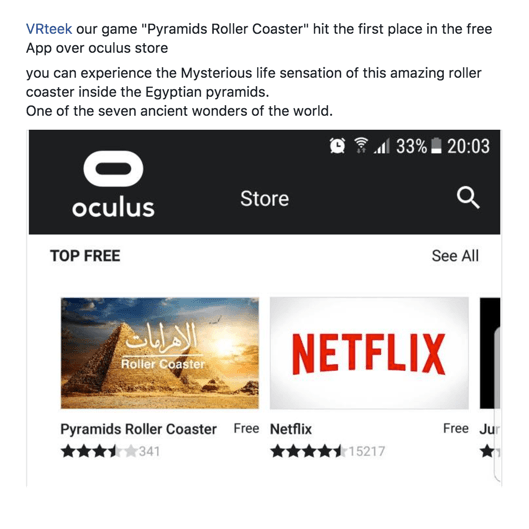 VRteek our game "Pyramids Roller Coaster" hit the first place in the free
App over oculus store
you can experience the Mysterious life sensation of this amazing roller
coaster inside the Egyptian pyramids.
One of the seven ancient wonders of the world.
33% 20:03
oculus
Store
TOP FREE
See All
الاهرامات
Roller Coaster
NETFLIX
Pyramids Roller Coaster Free
341
Netflix Free
15217